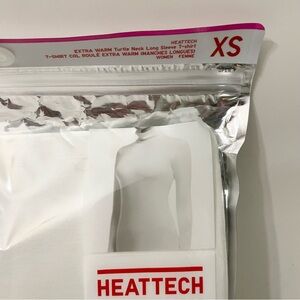 HEATTECH
EXTRA WARM Turtle Neck Long Sleeve T-shirt
T-SHIRT COL ROULÉ EXTRA WARM (MANCHES LONGUES)
WOMEN FEMME
XS
HEATTECH